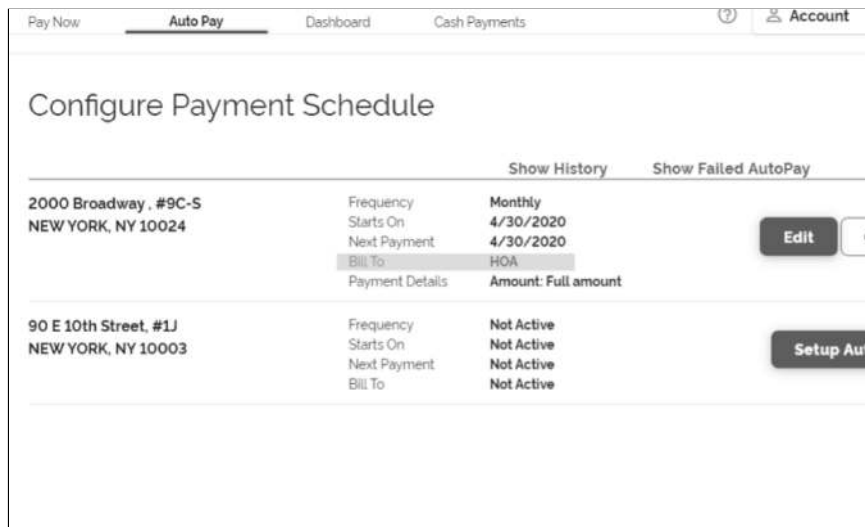 Pay Now Auto Pay Dashboard Cash Payments ? Account
Configure Payment Schedule
Show History Show Failed AutoPay
2000 Broadway , #9C-S
NEW YORK, NY 10024
Frequency Monthly
Starts On 4/30/2020
Next Payment 4/30/2020
Bill To HOA
Payment Details Amount: Full amount
Edit
90 E 10th Street, #1J
NEW YORK, NY 10003
Frequency Not Active
Starts On Not Active
Next Payment Not Active
Bill To Not Active
Setup Aut